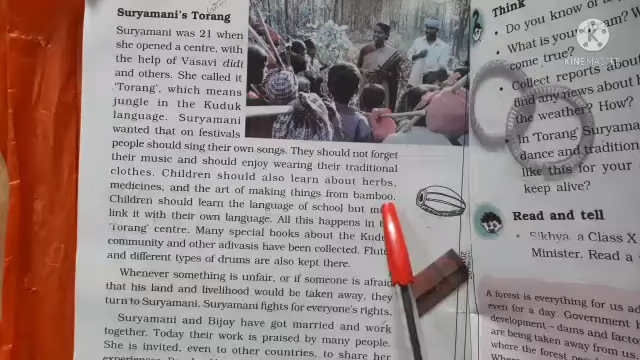 Suryamani's Torang
Suryamani was 21 when
she opened a centre, with
the help of Vasavi didi
and others. She called it
'Torang', which means
jungle in the Kuduk
language. Suryamani
wanted that on festivals
people should sing their own songs. They should not forget
their music and should enjoy wearing their traditional
clothes. Children should also learn about herbs,
medicines, and the art of making things from bamboo.
Children should learn the language of school but
link it with their own language. All this happens in
'Torang' centre. Many special books about the
community and other adivasis have been collected.
and different types of drums are also kept there.
Whenever something is unfair, or if someone is afraid
that his land and livelihood would be taken away, they
turn to Suryamani. Suryamani fights for everyone's rights.
Suryamani and Bijoy have got married and work
together. Today their work is praised by many people.
She is invited, even to other countries, to share her
Think
• Do you know of
• What is your
come true?
• Collect reports about
find any news about
the weather? How?
• In 'Torang'
dance and
like this for your
keep alive?
Read and tell
• Sikhya, a Class X
Minister. Read a
A forest is everything for us
even for a day. Government
development – dams and
are being taken away from
where the forest
KINEMASTER